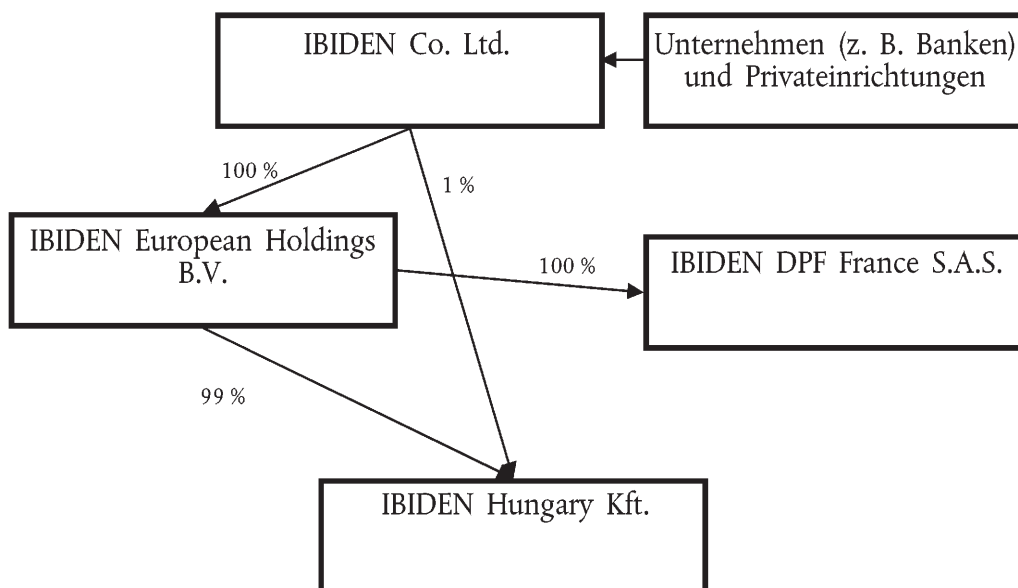 IBIDEN Co. Ltd.
Unternehmen (z. B. Banken)
und Privateinrichtungen
100 %
1 %
IBIDEN European Holdings
B.V.
100 %
IBIDEN DPF France S.A.S.
99 %
IBIDEN Hungary Kft.